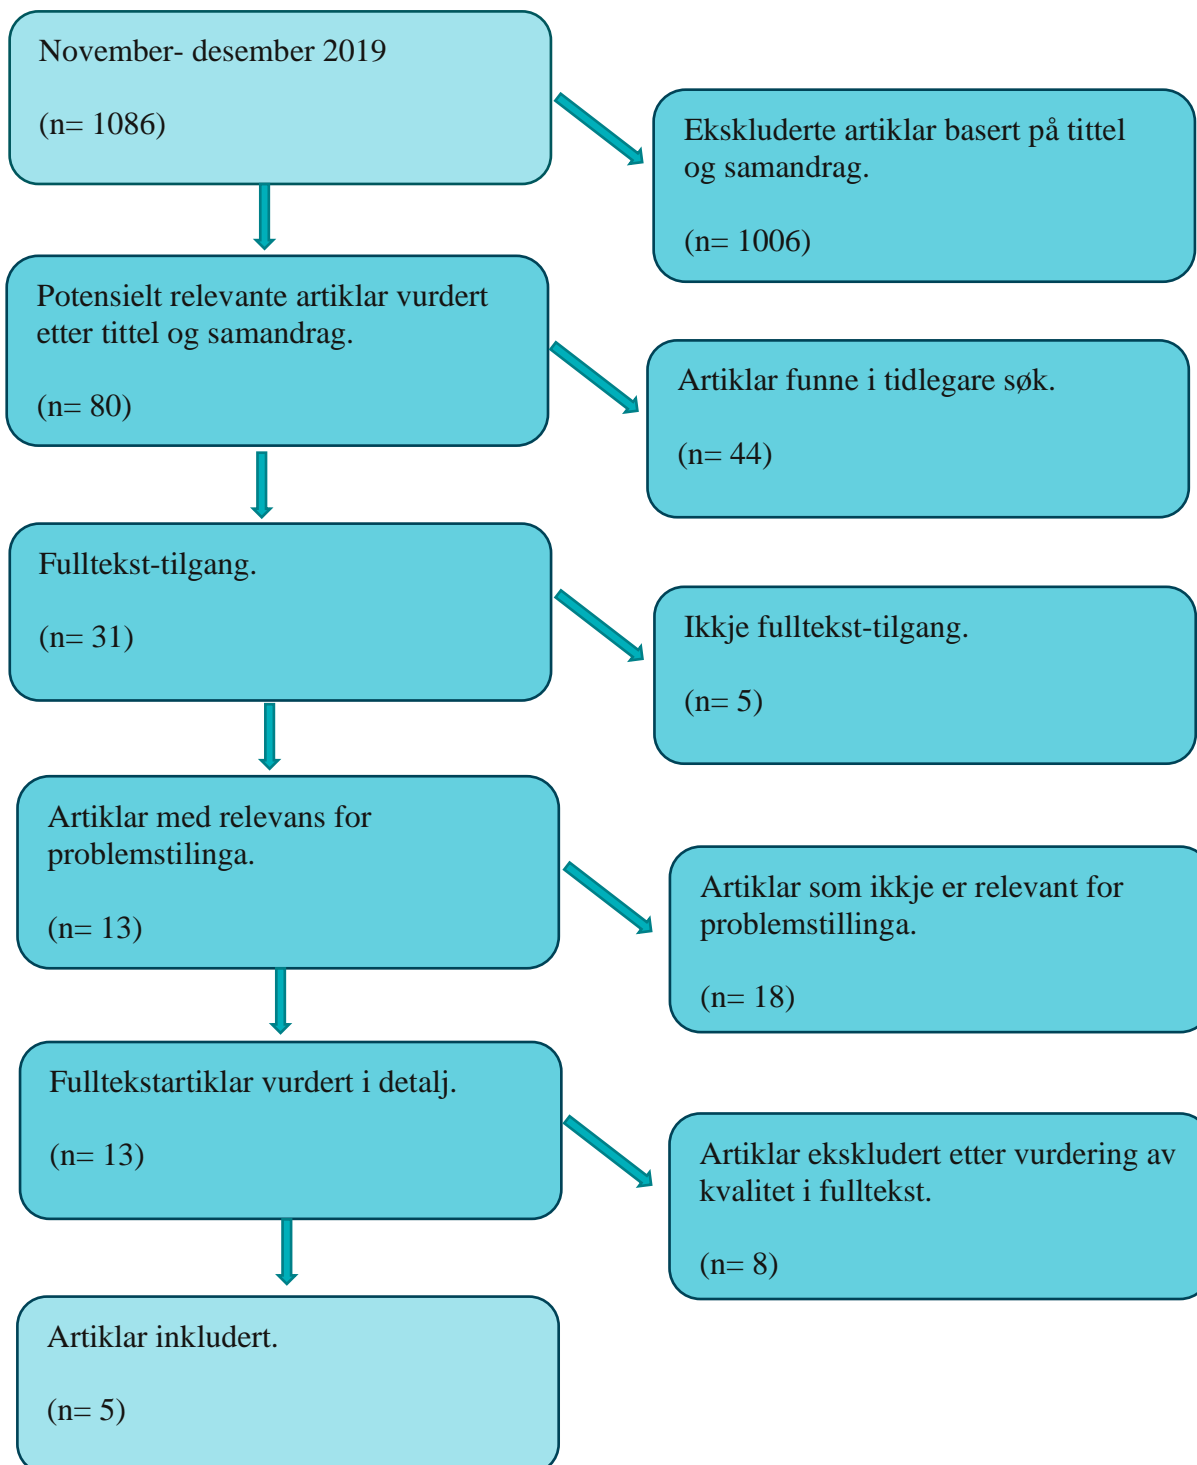 November- desember 2019
(n= 1086)
Ekskluderte artiklar basert på tittel
og samandrag.
(n= 1006)
Potensielt relevante artiklar vurdert
etter tittel og samandrag.
(n= 80)
Artiklar funne i tidlegare søk.
(n= 44)
Fulltekst-tilgang.
(n= 31)
Ikkje fulltekst-tilgang.
(n= 5)
Artiklar med relevans for
problemstilinga.
(n= 13)
Artiklar som ikkje er relevant for
problemstillinga.
(n= 18)
Fulltekstartiklar vurdert i detalj.
(n= 13)
Artiklar ekskludert etter vurdering av
kvalitet i fulltekst.
(n= 8)
Artiklar inkludert.
(n= 5)